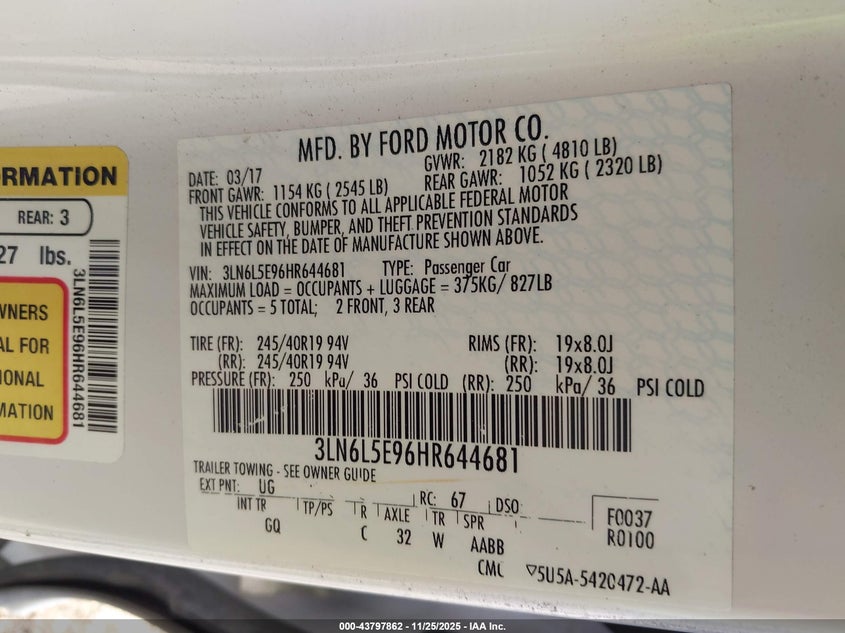 ORMATION
REAR: 3
27 lbs.
3LN6L5E96HR644681
WNERS
AL FOR
IONAL
MATION
MFD. BY FORD MOTOR CO.
DATE: 03/17 GVWR: 2182 KG ( 4810 LB)
FRONT GAWR: 1154 KG ( 2545 LB) REAR GAWR: 1052 KG ( 2320 LB)
THIS VEHICLE CONFORMS TO ALL APPLICABLE FEDERAL MOTOR
VEHICLE SAFETY, BUMPER, AND THEFT PREVENTION STANDARDS
IN EFFECT ON THE DATE OF MANUFACTURE SHOWN ABOVE.
VIN: 3LN6L5E96HR644681 TYPE: Passenger Car
MAXIMUM LOAD = OCCUPANTS + LUGGAGE = 375KG/ 827LB
OCCUPANTS = 5 TOTAL; 2 FRONT, 3 REAR
TIRE (FR): 245/40R19 94V RIMS (FR): 19x8.0J
(RR): 245/40R19 94V (RR): 19x8.0J
PRESSURE (FR): 250 kPa/ 36 PSI COLD (RR): 250 kPa/ 36 PSI COLD
3LN6L5E96HR644681
TRAILER TOWING - SEE OWNER GUIDE
EXT PNT: UG RC: 67 DSO:
INT TR TP/PS R AXLE TR SPR F0037
GQ C 32 W AABB R0100
CMC ▽5U5A-5420472-AA
000-43797862 - 11/25/2025 - IAA Inc.